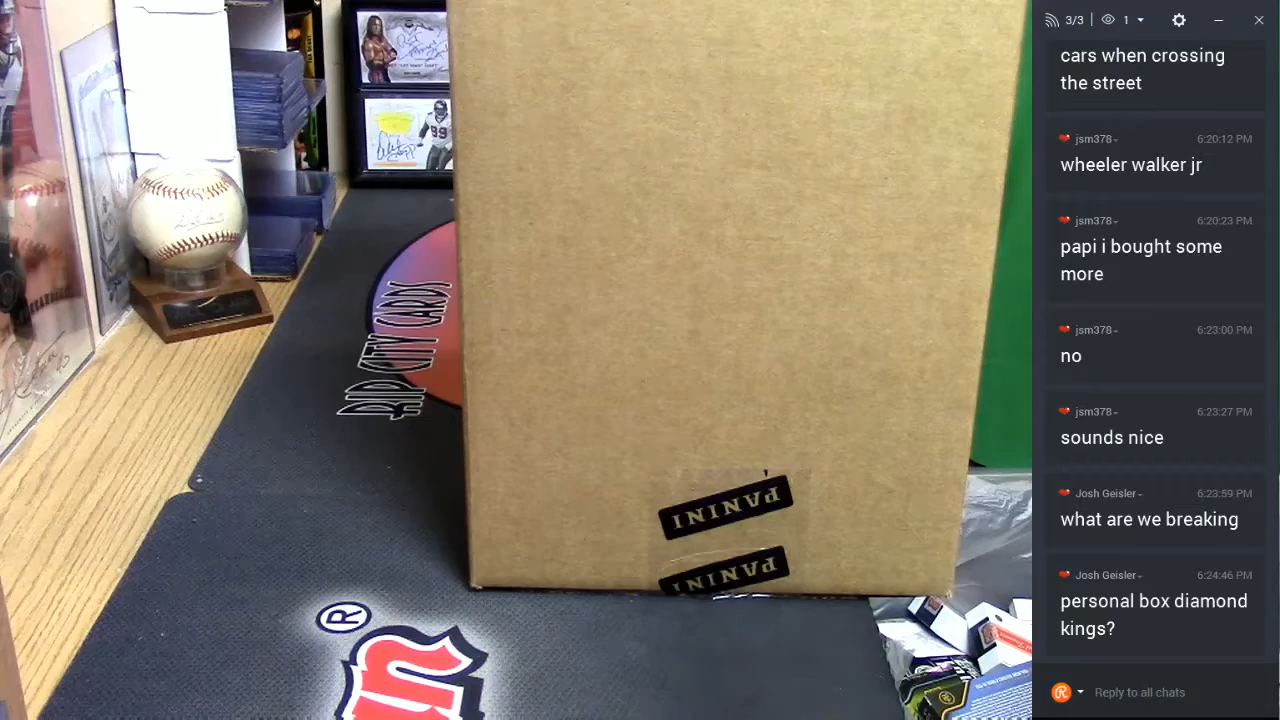 3/3
1
cars when crossing
the street
jsm378
6:20:12 PM
wheeler walker jr
jsm378
6:20:23 PM
papi i bought some
more
jsm378
6:23:00 PM
no
jsm378
6:23:27 PM
sounds nice
Josh Geisler
6:23:59 PM
what are we breaking
Josh Geisler
6:24:46 PM
personal box diamond
kings?
Reply to all chats
RIP CITY CARDS
PANINI
PANINI
®
99